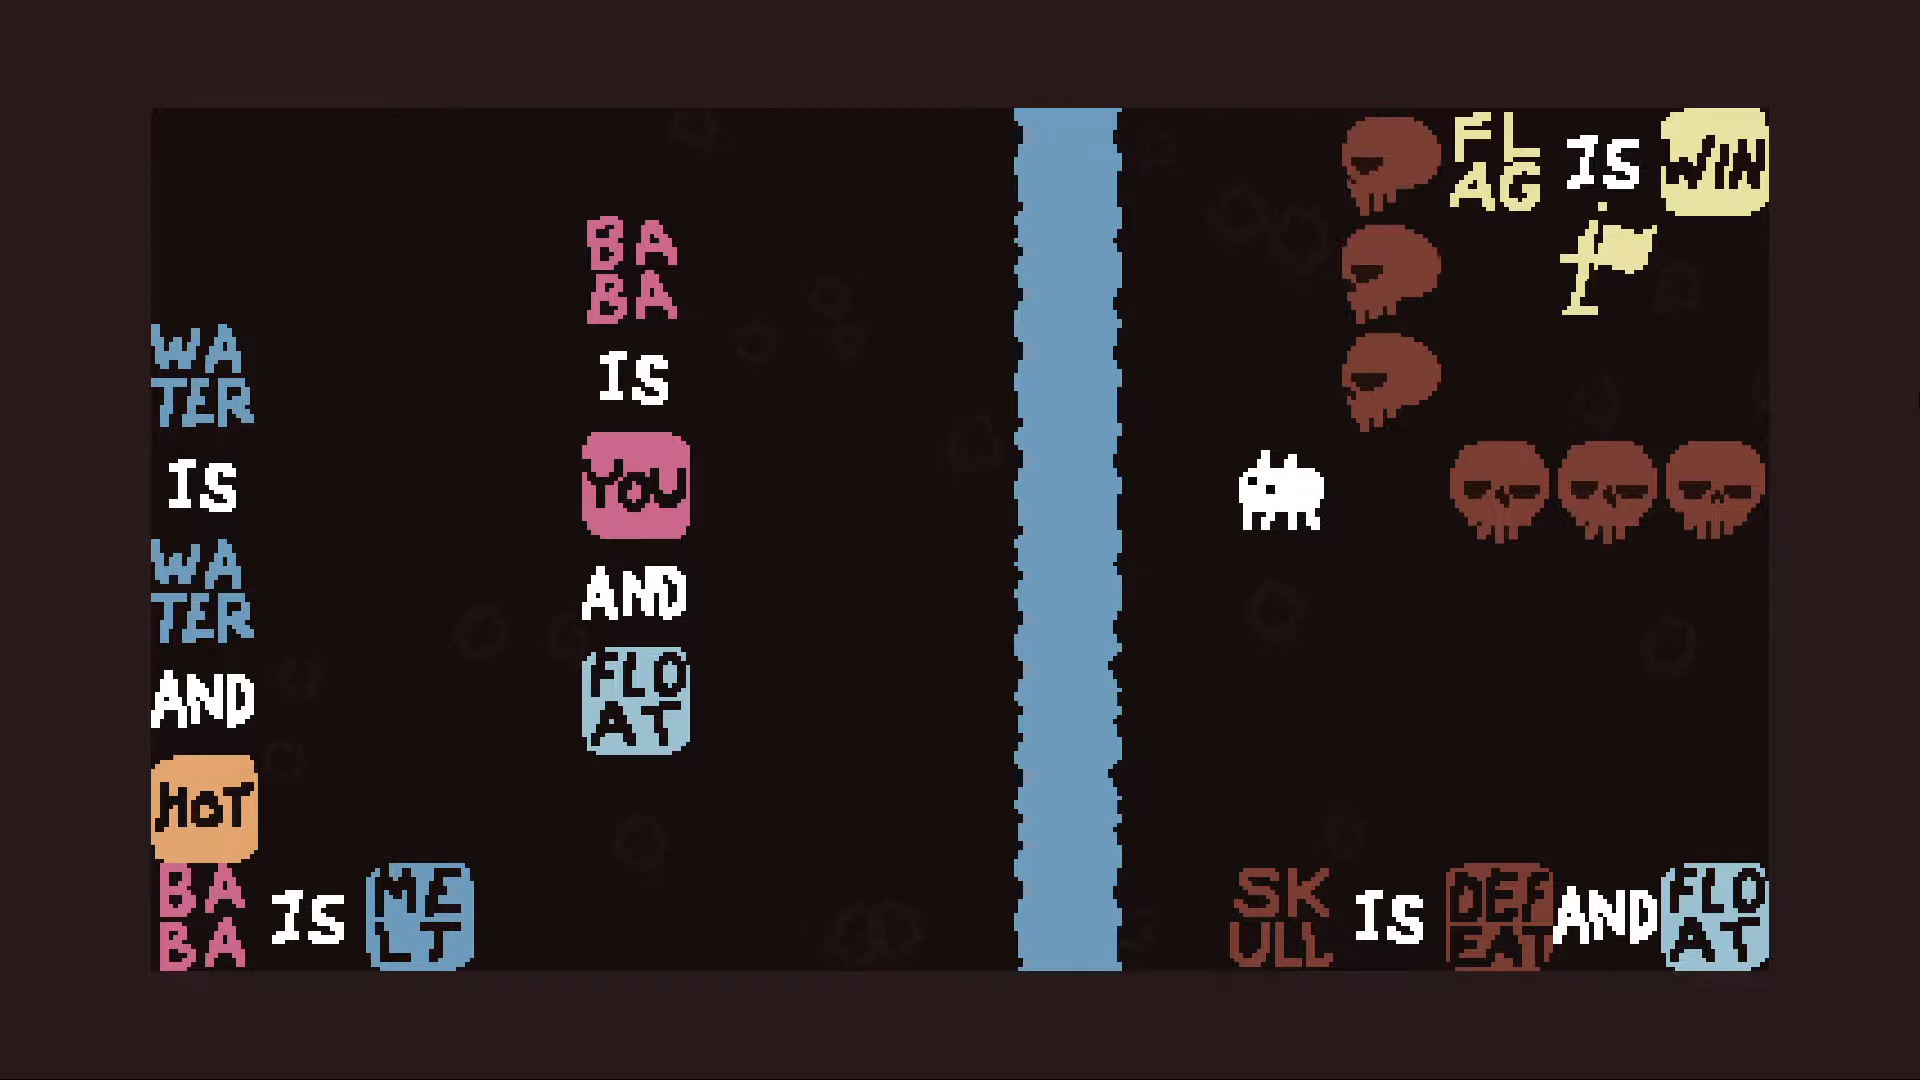 FLAG IS WIN
BABA IS YOU AND FLOAT
WATER IS WATER AND HOT
BABA IS MELT
SKULL IS DEFEAT AND FLOAT